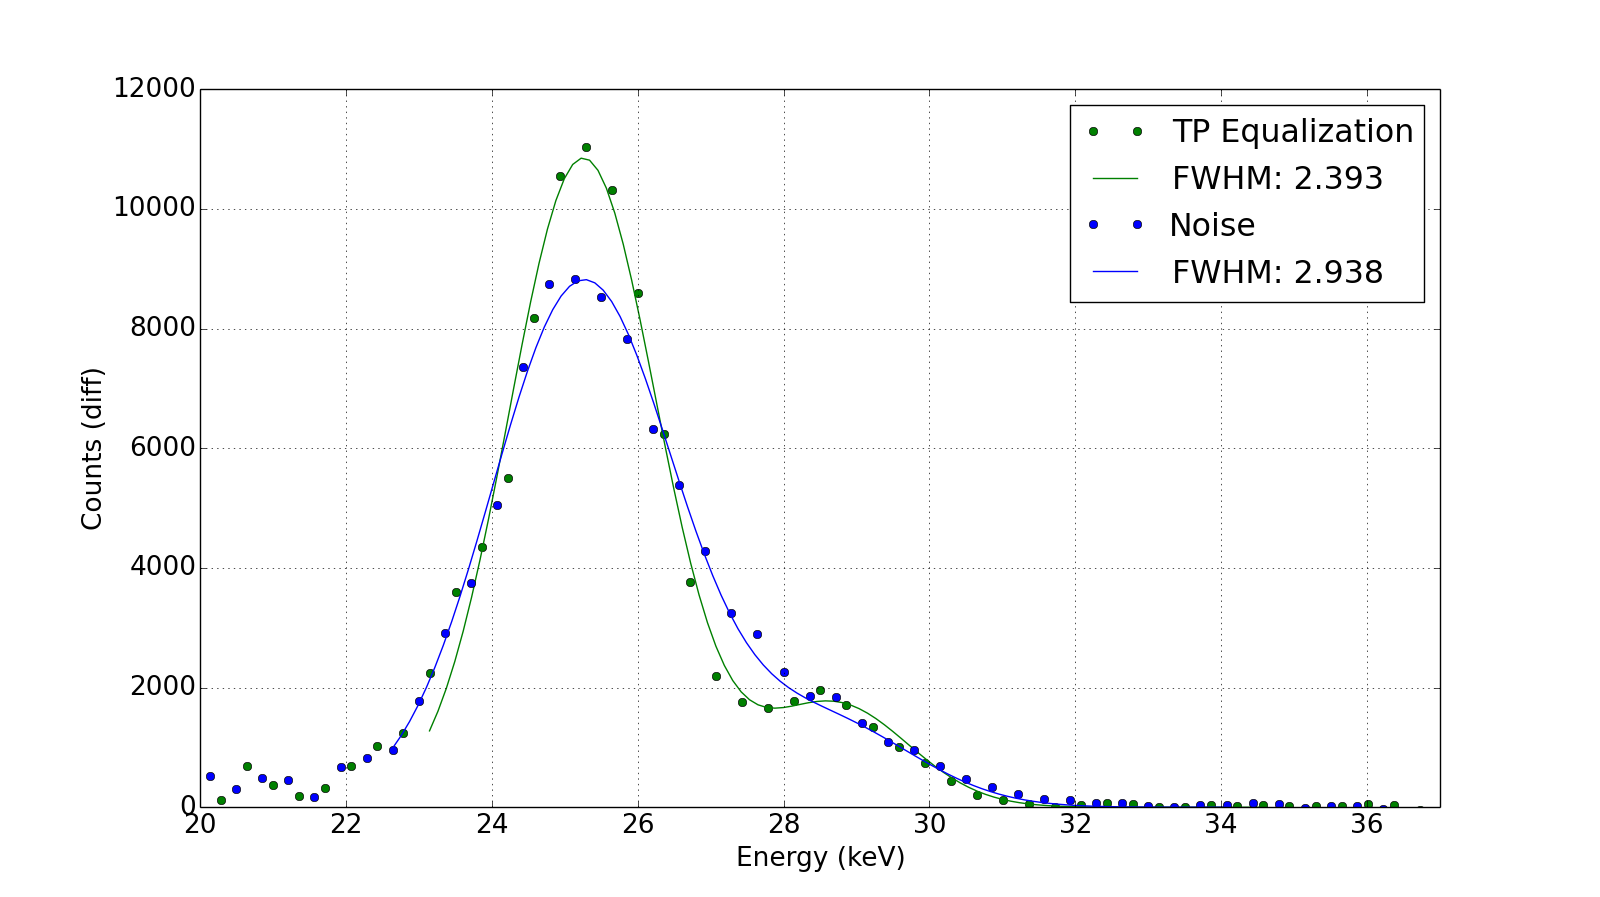 12000
10000
8000
6000
4000
2000
0
Counts (diff)
20 22 24 26 28 30 32 34 36
Energy (keV)
TP Equalization
FWHM: 2.393
Noise
FWHM: 2.938